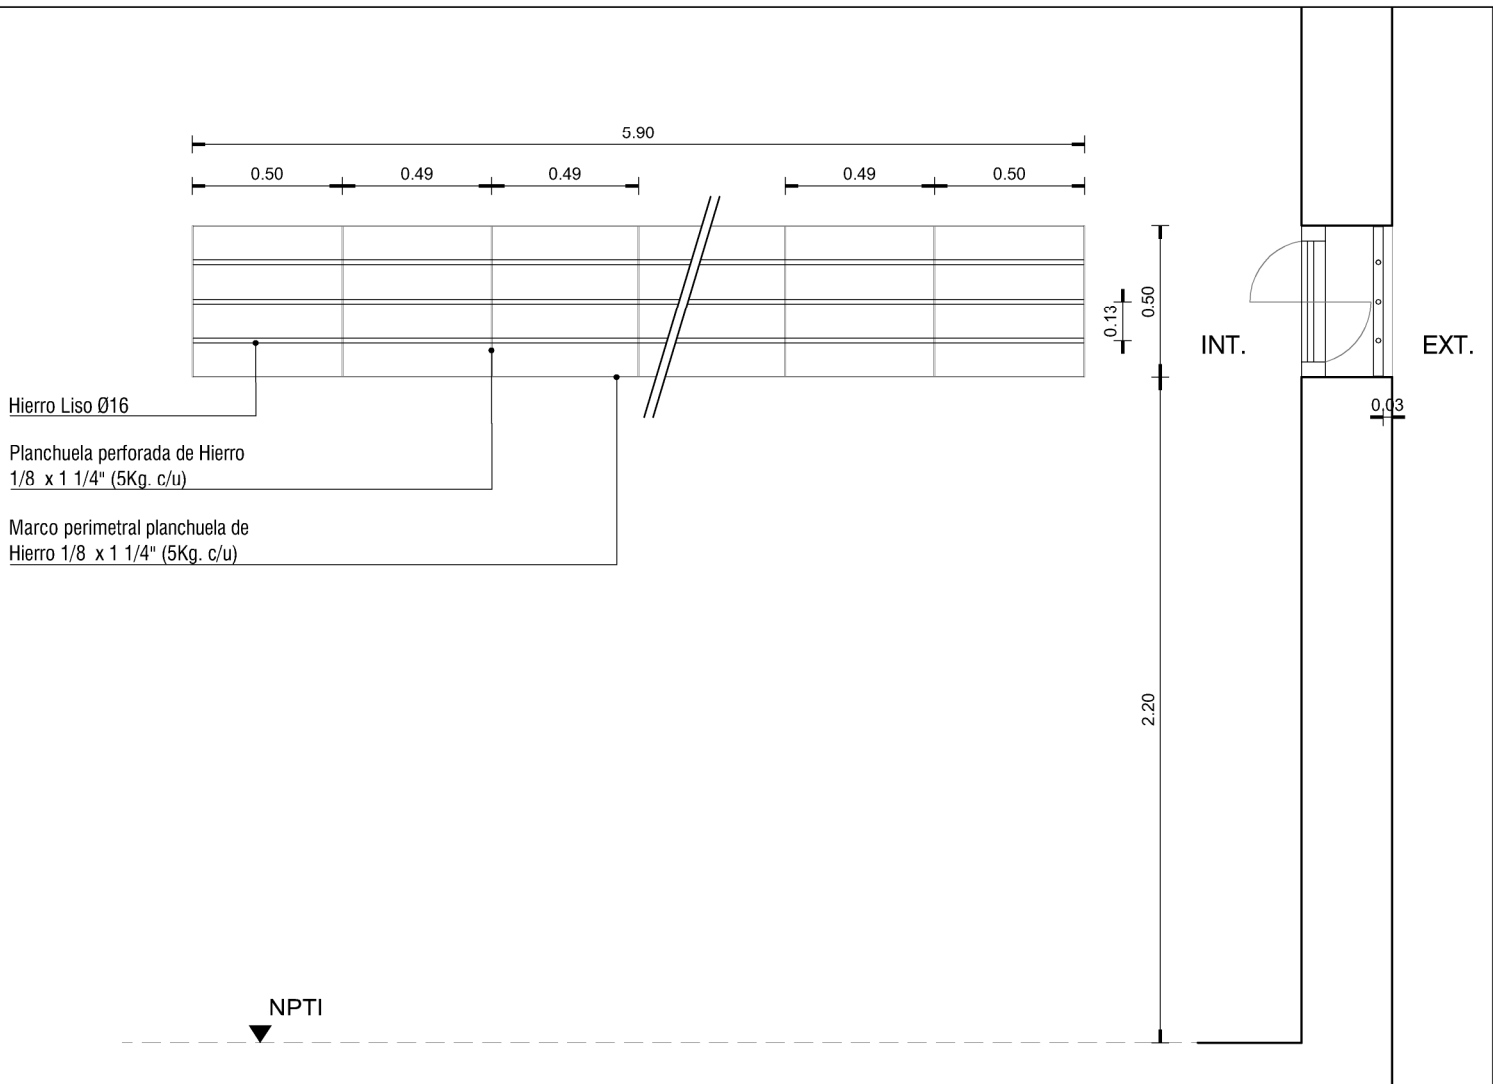 5.90
0.50
0.49
0.49
0.49
0.50
0.13
0.50
INT.
EXT.
0,03
Hierro Liso Ø16
Planchuela perforada de Hierro
1/8 x 1 1/4" (5Kg. c/u)
Marco perimetral planchuela de
Hierro 1/8 x 1 1/4" (5Kg. c/u)
2.20
NPTI